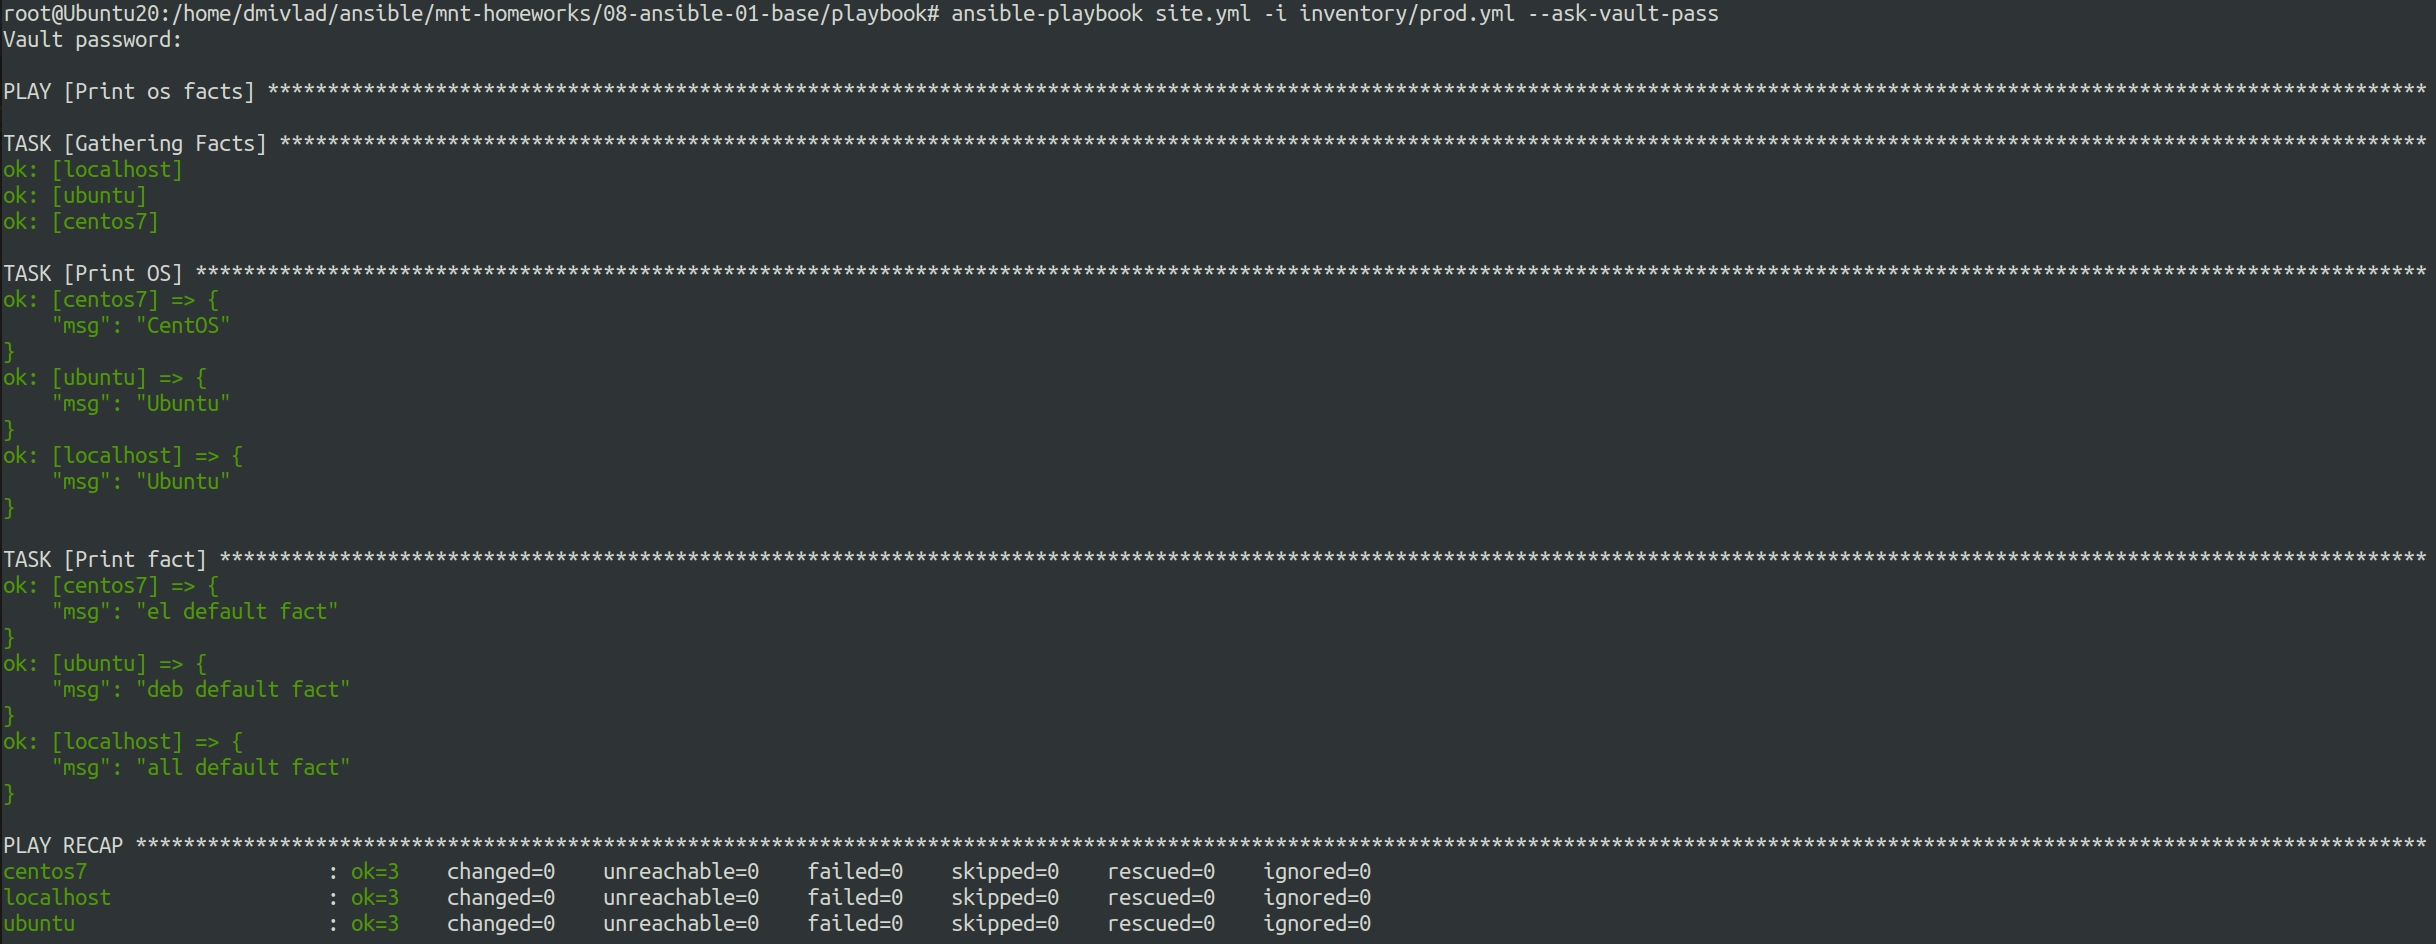 root@Ubuntu20:/home/dmivlad/ansible/mnt-homeworks/08-ansible-01-base/playbook# ansible-playbook site.yml -i inventory/prod.yml --ask-vault-pass
Vault password:
PLAY [Print os facts] ************************************************************************************************************************************************************************************
TASK [Gathering Facts] ***********************************************************************************************************************************************************************************
ok: [localhost]
ok: [ubuntu]
ok: [centos7]
TASK [Print OS] ******************************************************************************************************************************************************************************************
ok: [centos7] => {
    "msg": "CentOS"
}
ok: [ubuntu] => {
    "msg": "Ubuntu"
}
ok: [localhost] => {
    "msg": "Ubuntu"
}
TASK [Print fact] ****************************************************************************************************************************************************************************************
ok: [centos7] => {
    "msg": "el default fact"
}
ok: [ubuntu] => {
    "msg": "deb default fact"
}
ok: [localhost] => {
    "msg": "all default fact"
}
PLAY RECAP ***********************************************************************************************************************************************************************************************
centos7                    : ok=3    changed=0    unreachable=0    failed=0    skipped=0    rescued=0    ignored=0
localhost                  : ok=3    changed=0    unreachable=0    failed=0    skipped=0    rescued=0    ignored=0
ubuntu                     : ok=3    changed=0    unreachable=0    failed=0    skipped=0    rescued=0    ignored=0